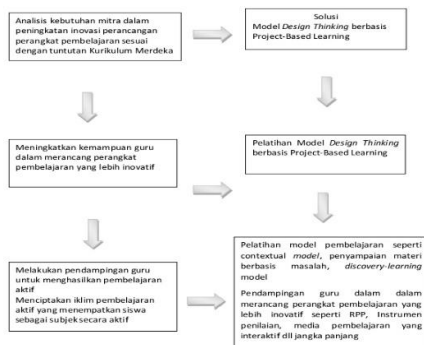 Analisis kebutuhan mitra dalam
peningkatan inovasi perancangan
perangkat pembelajaran sesuai
dengan tuntutan Kurikulum Merdeka
Solusi
Model Design Thinking berbasis
Project-Based Learning
Meningkatkan kemampuan guru
dalam merancang perangkat
pembelajaran yang lebih inovatif
Pelatihan Model Design Thinking
berbasis Project-Based Learning
Melakukan pendampingan guru
untuk menghasilkan pembelajaran
aktif
Menciptakan iklim pembelajaran
aktif yang menempatkan siswa
sebagai subjek secara aktif
Pelatihan model pembelajaran seperti
contextual model, penyampaian materi
berbasis masalah, discovery-learning
model
Pendampingan guru dalam dalam
merancang perangkat pembelajaran yang
lebih inovatif seperti RPP, Instrumen
penilaian, media pembelajaran yang
interaktif dll jangka panjang